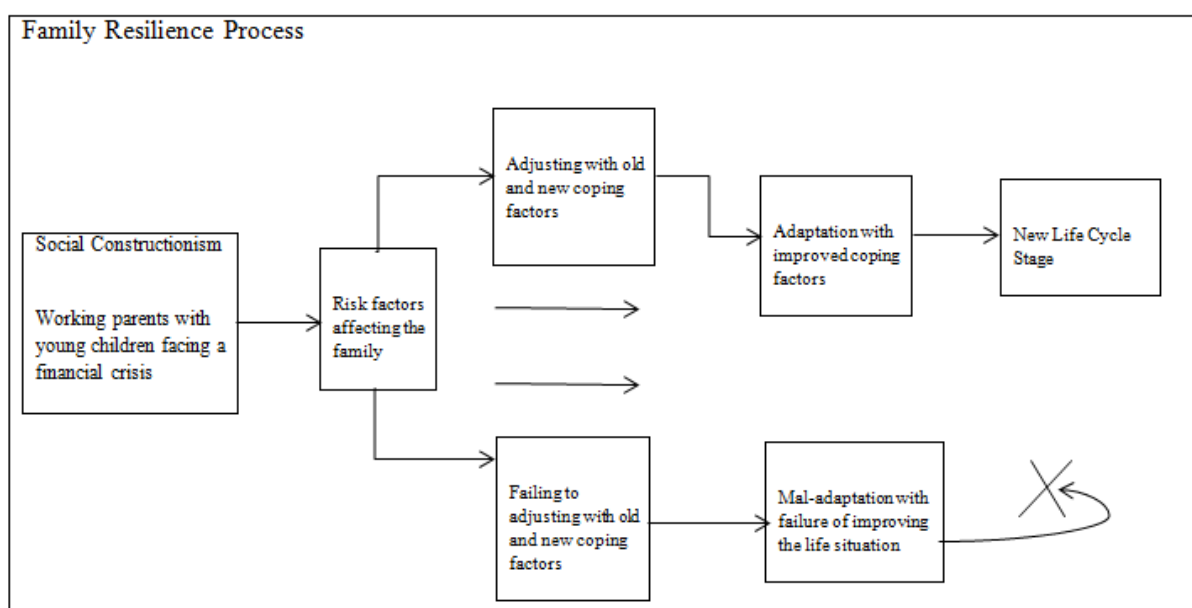 Family Resilience Process
Social Constructionism
Working parents with
young children facing a
financial crisis
Risk factors
affecting the
family
Adjusting with old
and new coping
factors
Adaptation with
improved coping
factors
New Life Cycle
Stage
Failing to
adjusting with old
and new coping
factors
Mal-adaptation with
failure of improving
the life situation